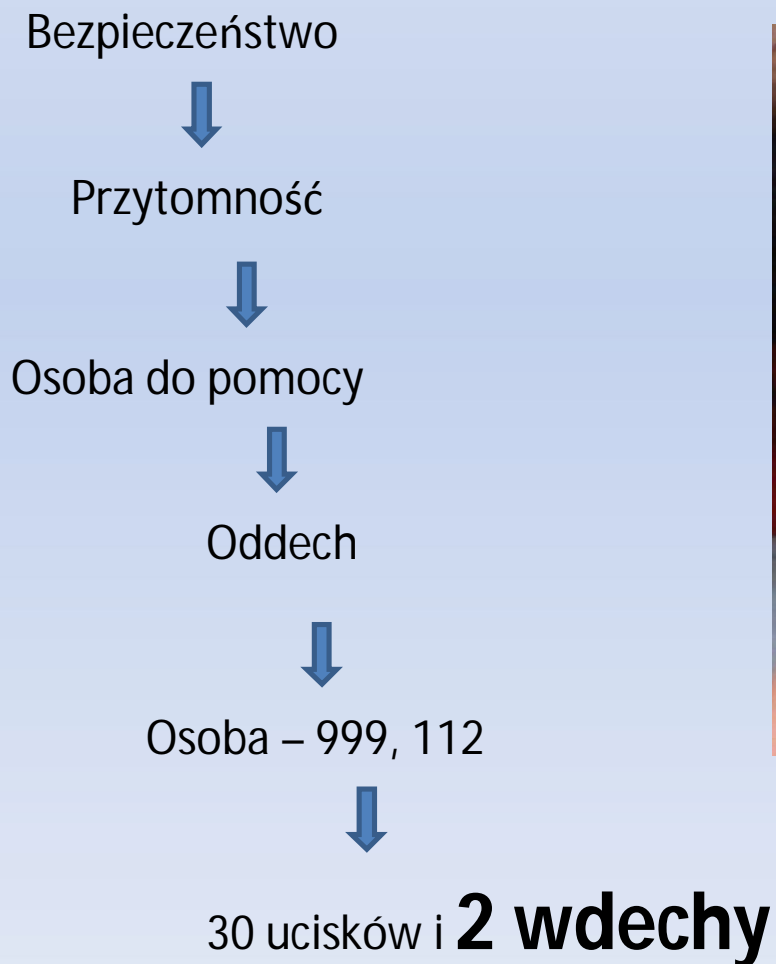 Bezpieczeństwo
Przytomność
Osoba do pomocy
Oddech
Osoba – 999, 112
30 ucisków i 2 wdechy